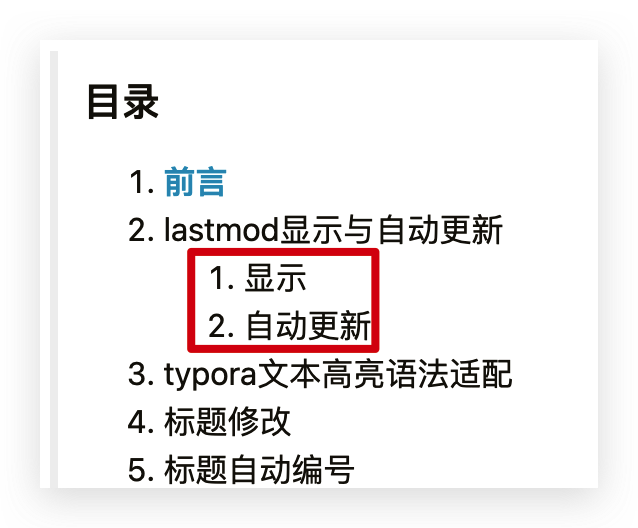 目录
1. 前言
2. lastmod显示与自动更新
1. 显示
2. 自动更新
3. typora文本高亮语法适配
4. 标题修改
5. 标题自动编号